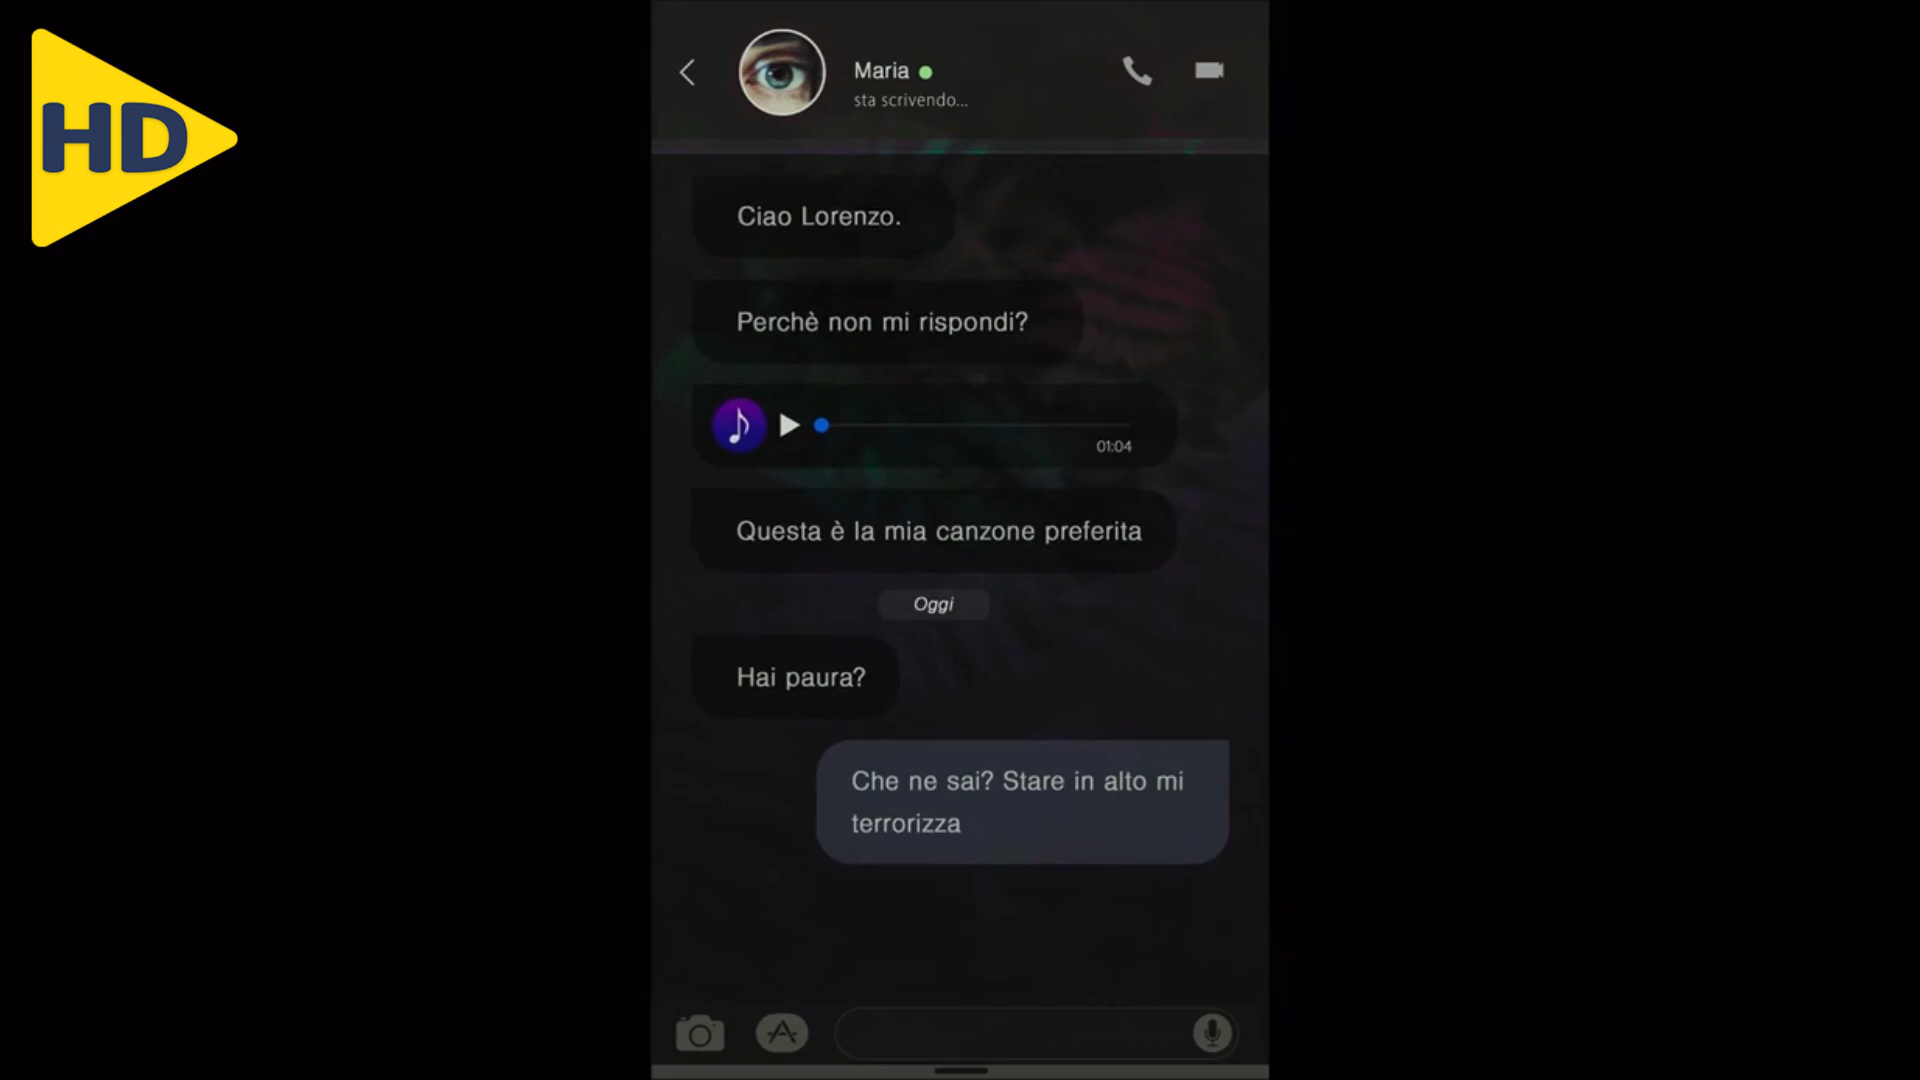 HD
Maria
sta scrivendo...
Ciao Lorenzo.
Perchè non mi rispondi?
01:04
Questa è la mia canzone preferita
Oggi
Hai paura?
Che ne sai? Stare in alto mi
terrorizza